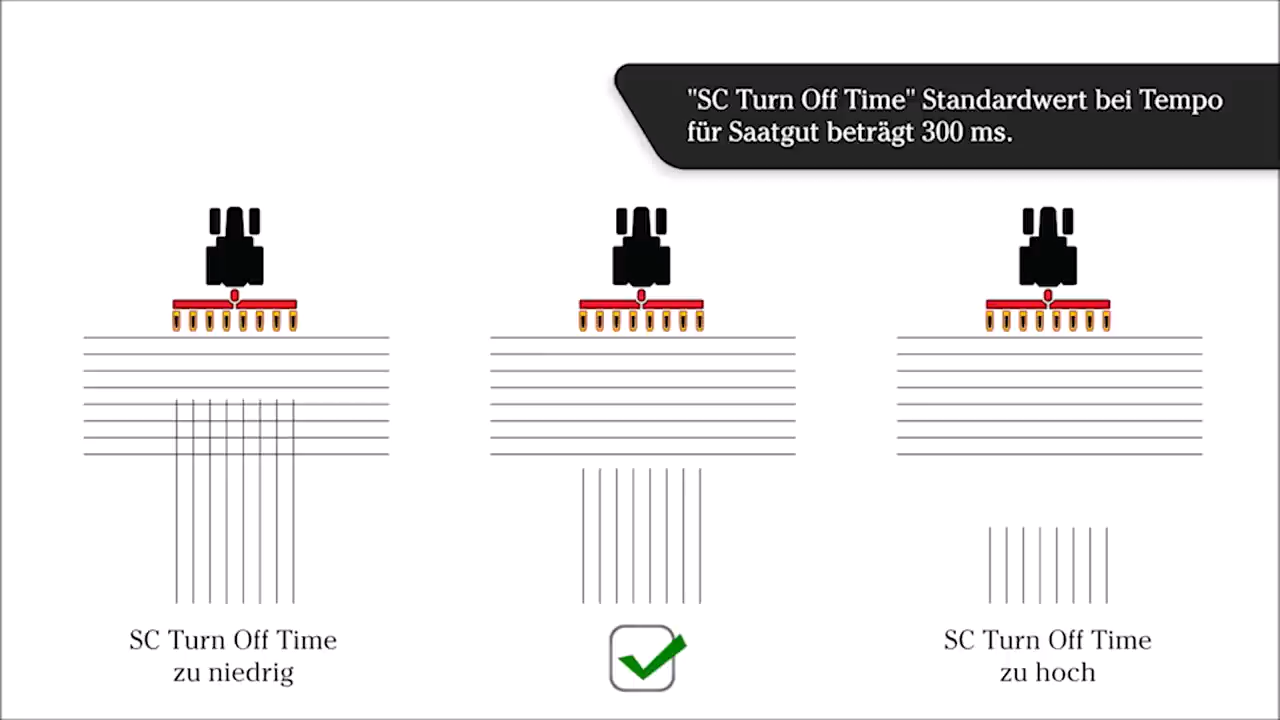 "SC Turn Off Time" Standardwert bei Tempo
für Saatgut beträgt 300 ms.
SC Turn Off Time
zu niedrig
SC Turn Off Time
zu hoch